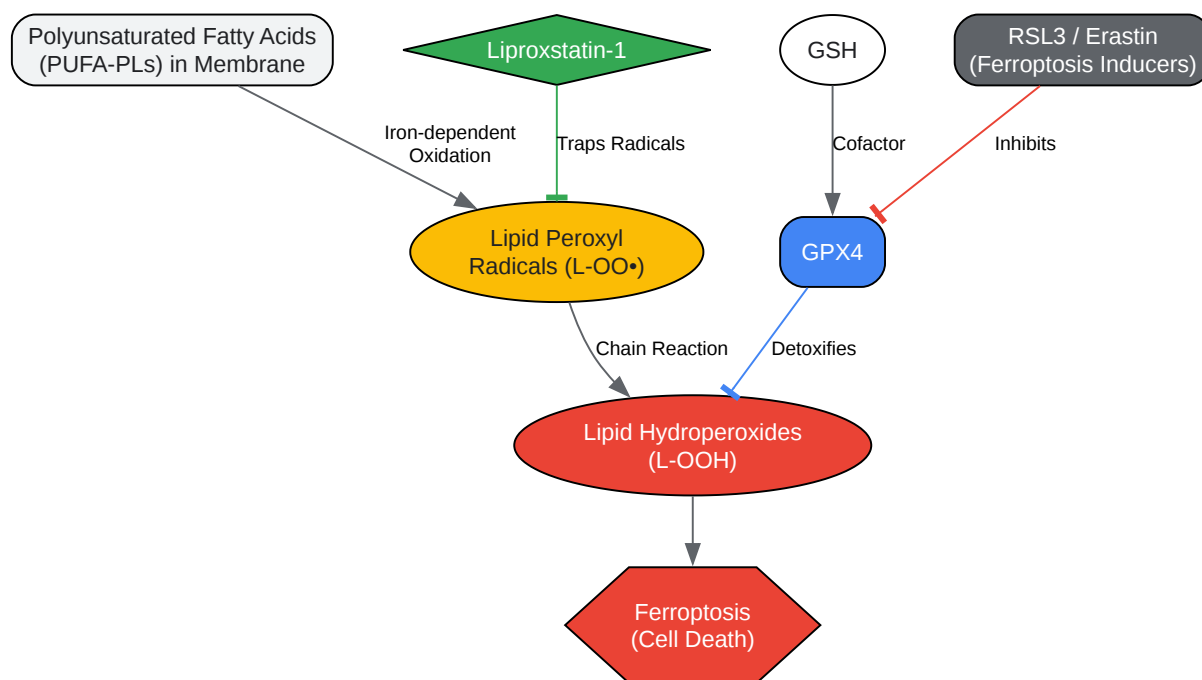 Polyunsaturated Fatty Acids
(PUFA-PLs) in Membrane
Liproxstatin-1
GSH
RSL3 / Erastin
(Ferroptosis Inducers)
Iron-dependent
Oxidation
Traps Radicals
Cofactor
Inhibits
Lipid Peroxyl
Radicals (L-OO•)
GPX4
Chain Reaction
Detoxifies
Lipid Hydroperoxides
(L-OOH)
Ferroptosis
(Cell Death)